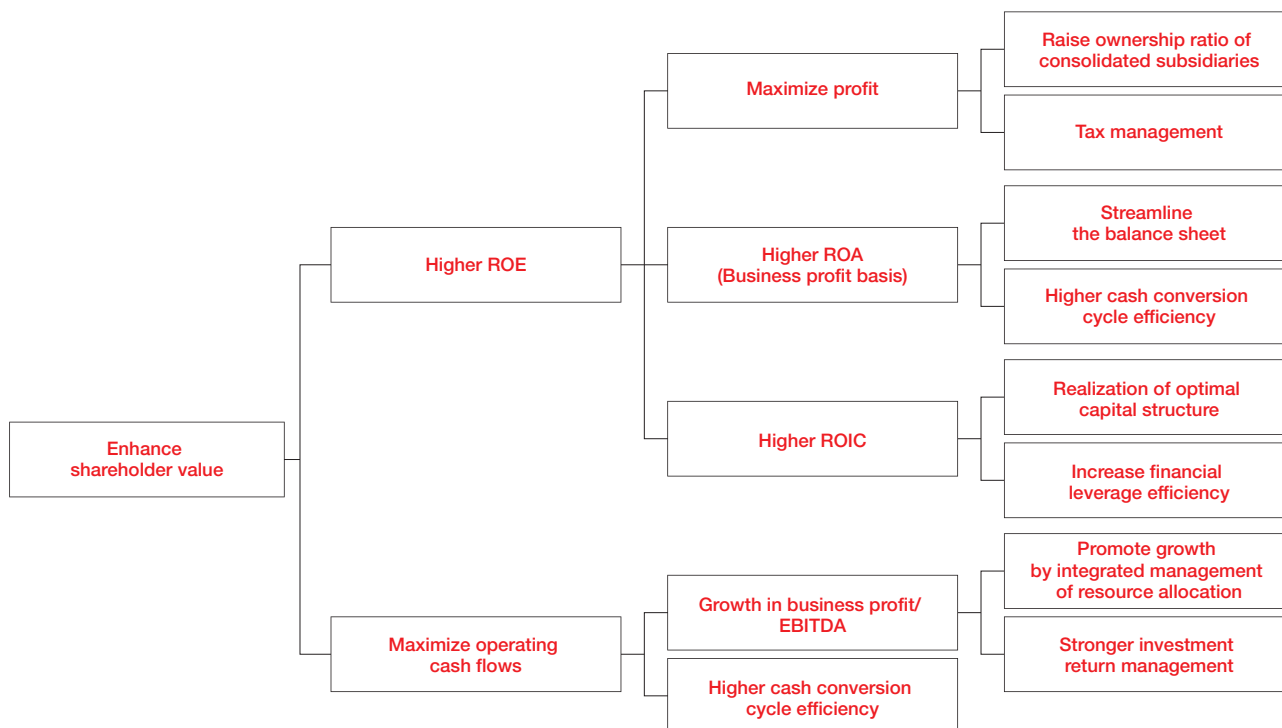 Enhance
shareholder value
Higher ROE
Maximize profit
Raise ownership ratio of
consolidated subsidiaries
Tax management
Higher ROA
(Business profit basis)
Streamline
the balance sheet
Higher cash conversion
cycle efficiency
Higher ROIC
Realization of optimal
capital structure
Increase financial
leverage efficiency
Maximize operating
cash flows
Growth in business profit/
EBITDA
Promote growth
by integrated management
of resource allocation
Stronger investment
return management
Higher cash conversion
cycle efficiency